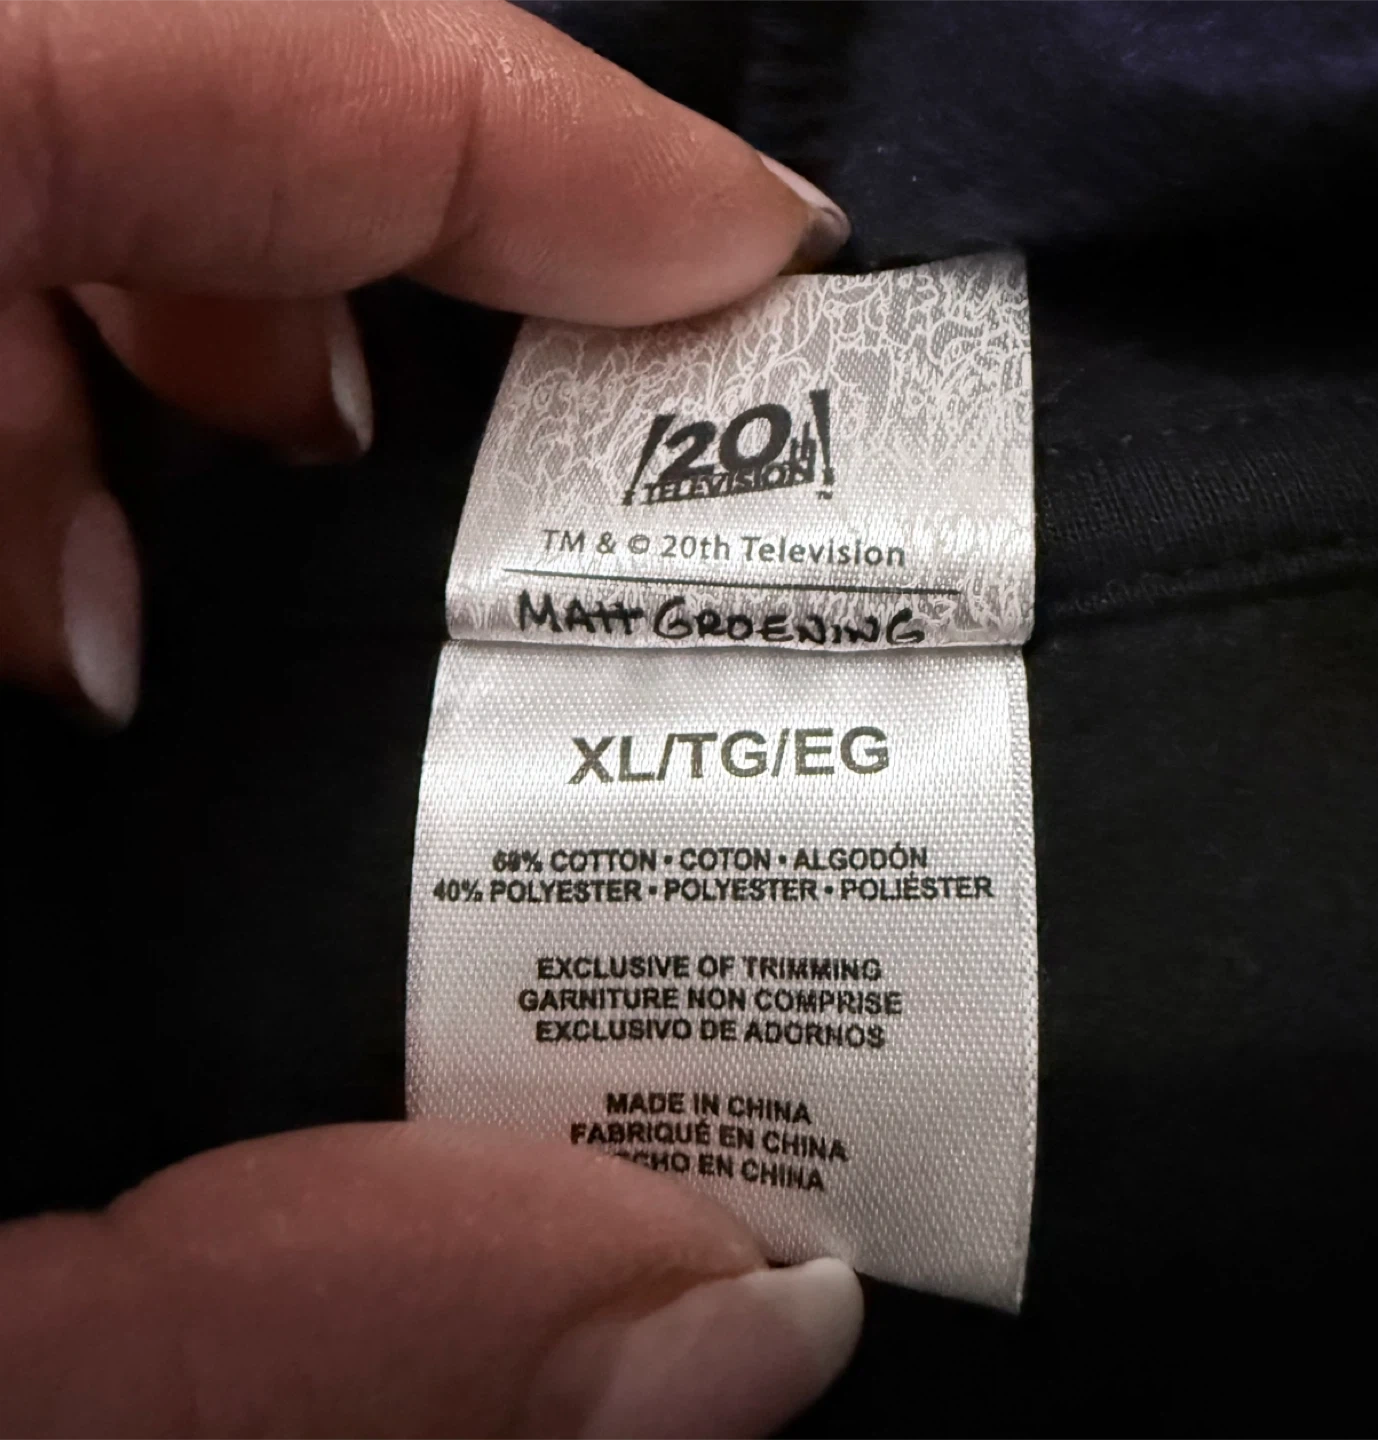 20th
TELEVISION
TM
TM & © 20th Television
MATT GROENING
XL/TG/EG
60% COTTON • COTON • ALGODÓN
40% POLYESTER • POLYESTER • POLIÉSTER
EXCLUSIVE OF TRIMMING
GARNITURE NON COMPRISE
EXCLUSIVO DE ADORNOS
MADE IN CHINA
FABRIQUÉ EN CHINA
EN CHINA